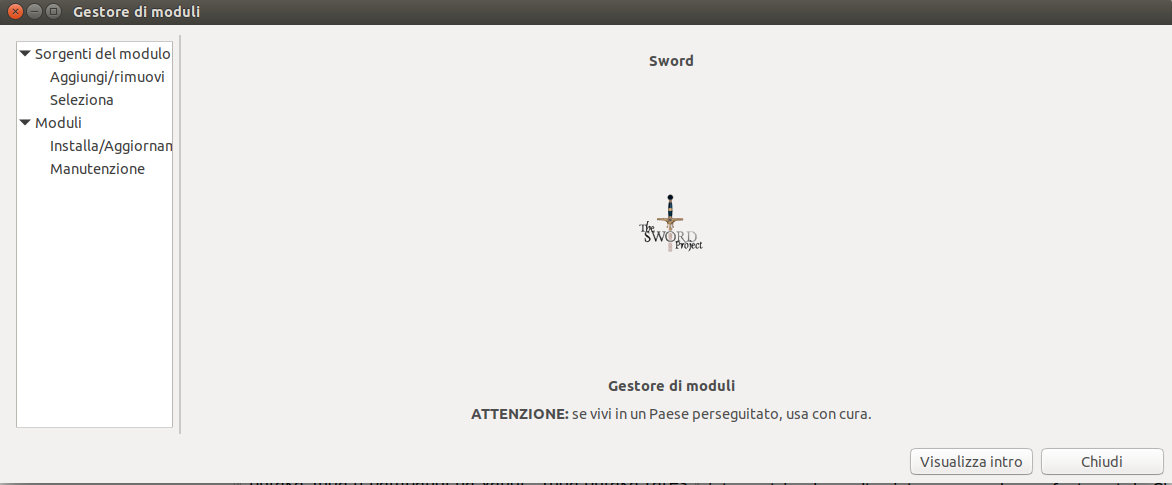 Gestore di moduli
Sorgenti del modulo
Aggiungi/rimuovi
Seleziona
Moduli
Installa/Aggiornan
Manutenzione
Sword
The
SWORD
Project
Gestore di moduli
ATTENZIONE: se vivi in un Paese perseguitato, usa con cura.
Visualizza intro
Chiudi